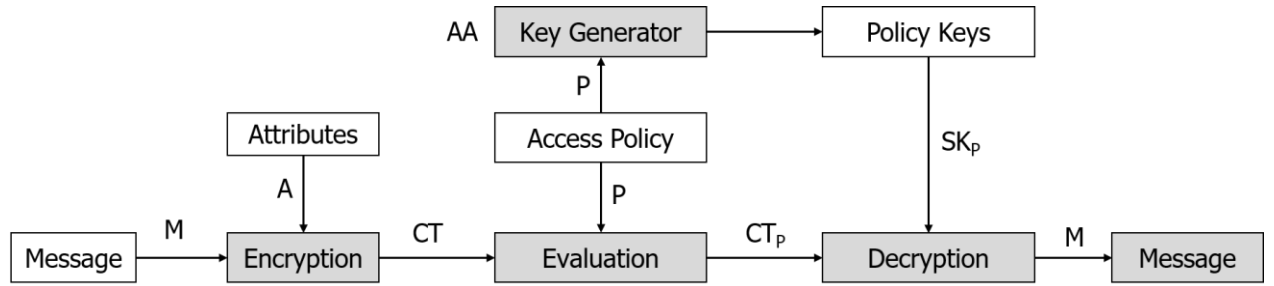 AA Key Generator Policy Keys
P
Attributes Access Policy SKₚ
A P
M CT CTₚ M
Message Encryption Evaluation Decryption Message